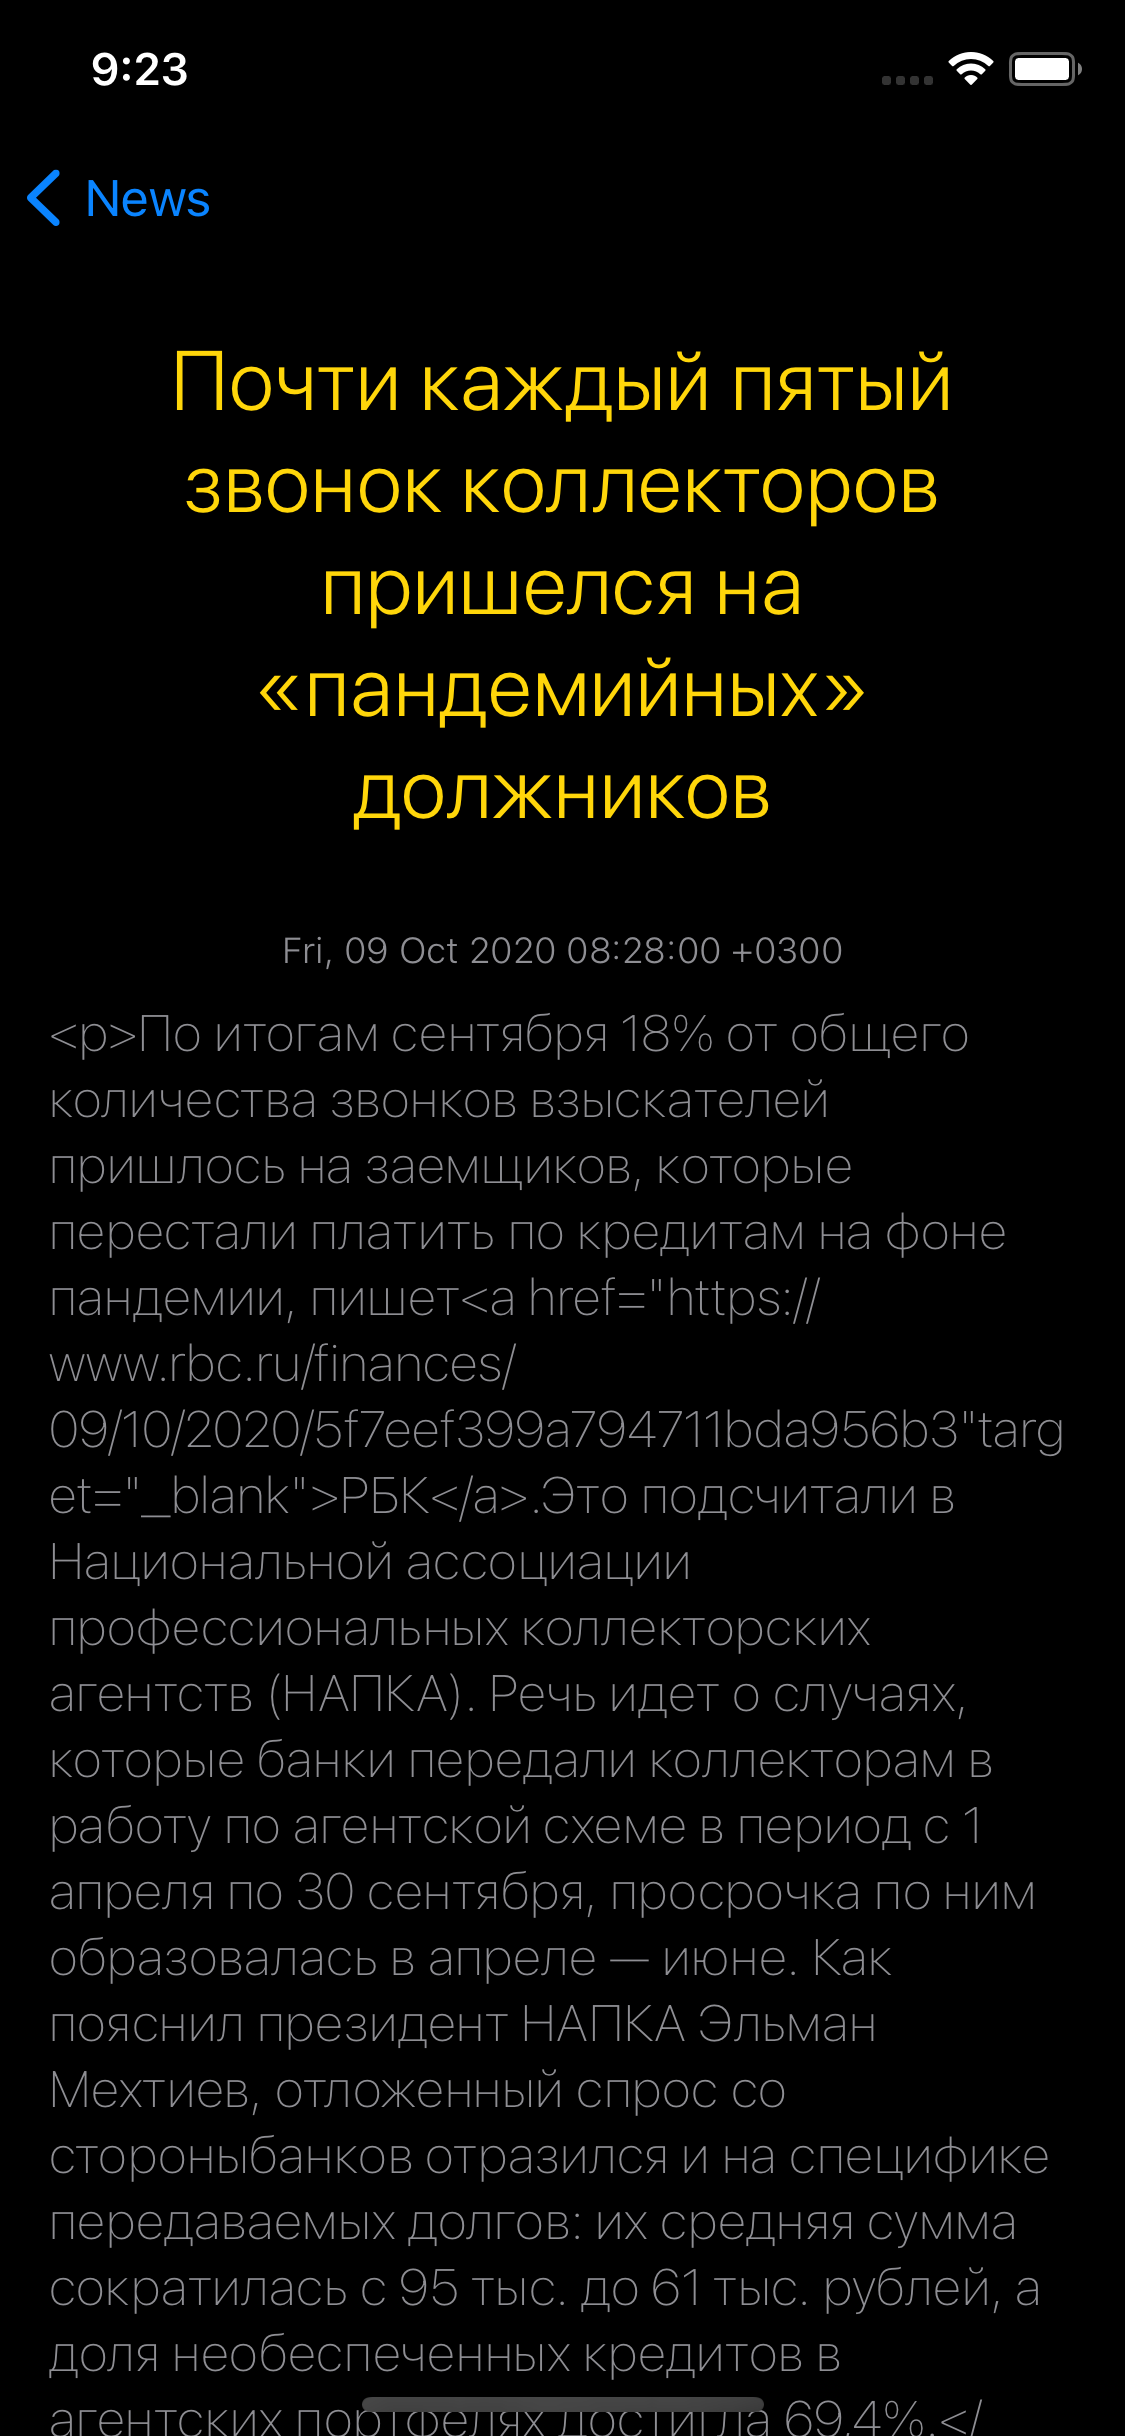 9:23
News
Почти каждый пятый
звонок коллекторов
пришелся на
«пандемийных»
должников
Fri, 09 Oct 2020 08:28:00 +0300
<p>По итогам сентября 18% от общего
количества звонков взыскателей
пришлось на заемщиков, которые
перестали платить по кредитам на фоне
пандемии, пишет<a href="https://
www.rbc.ru/finances/
09/10/2020/5f7eef399a794711bda956b3"targ
et="_blank">РБК</a>.Это подсчитали в
Национальной ассоциации
профессиональных коллекторских
агентств (НАПКА). Речь идет о случаях,
которые банки передали коллекторам в
работу по агентской схеме в период с 1
апреля по 30 сентября, просрочка по ним
образовалась в апреле — июне. Как
пояснил президент НАПКА Эльман
Мехтиев, отложенный спрос со
стороныбанков отразился и на специфике
передаваемых долгов: их средняя сумма
сократилась с 95 тыс. до 61 тыс. рублей, а
доля необеспеченных кредитов в
агентских портфелях достигла 69,4%.</